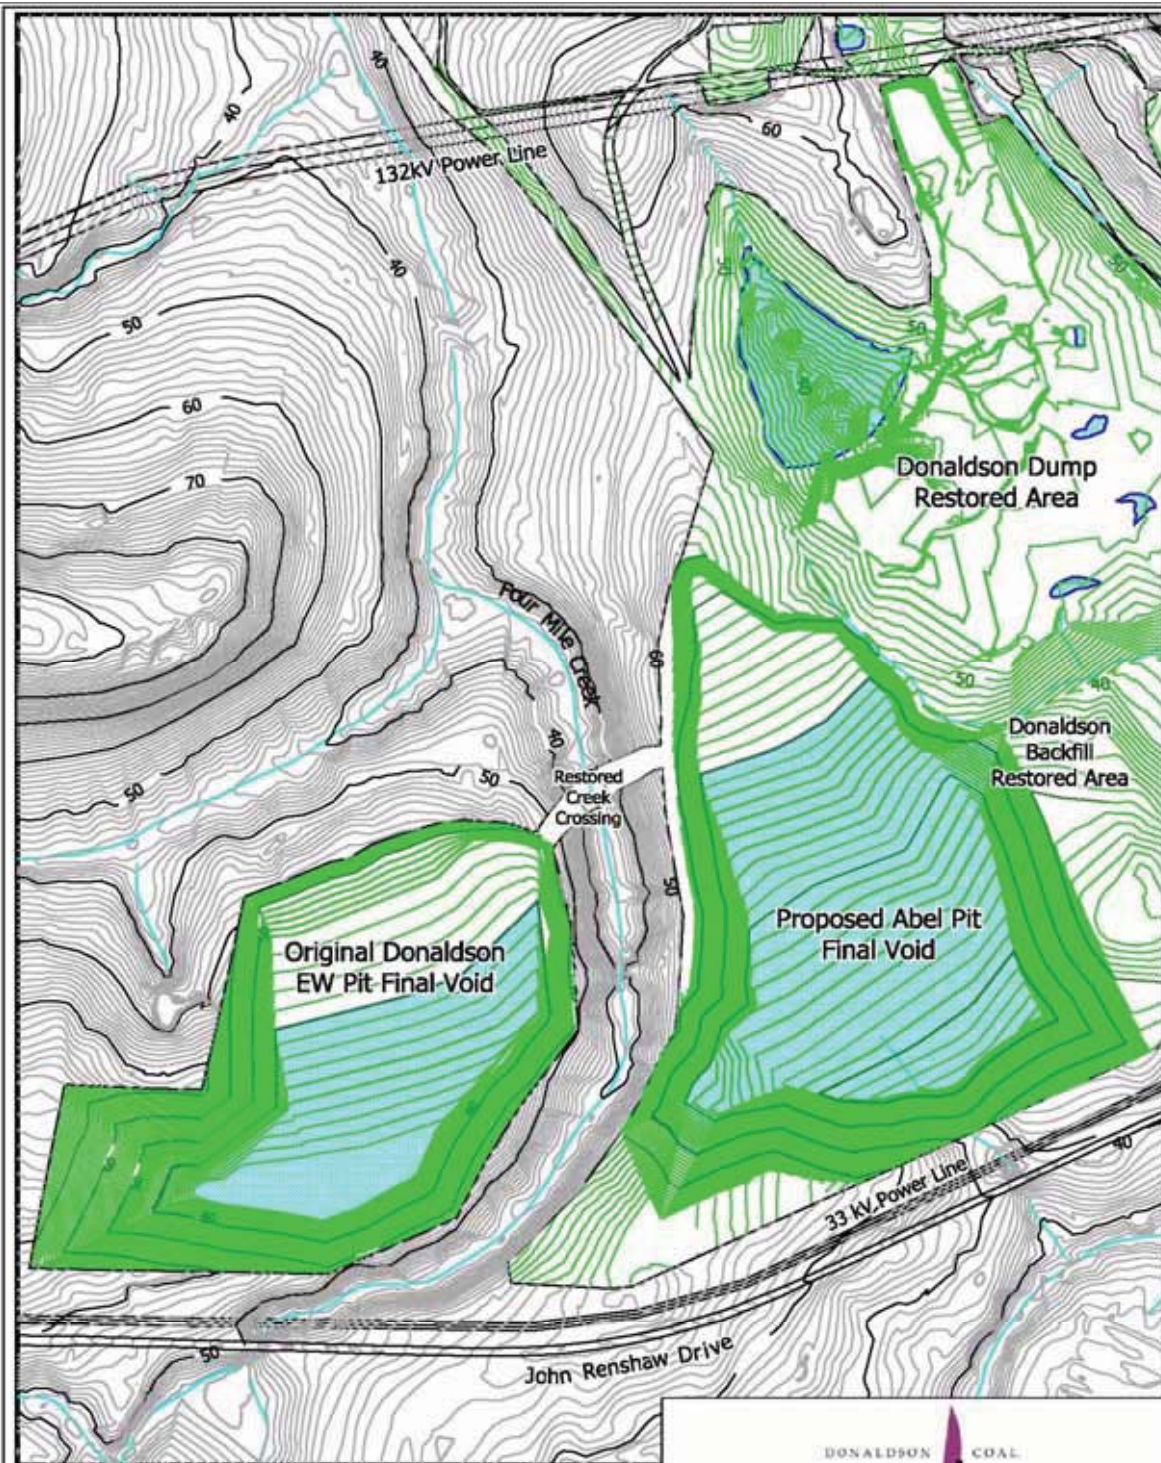 40
40
60
132kV Power Line
40
50
50
50
60
60
70
Donaldson Dump
Restored Area
Four Mile Creek
60
50
40
Donaldson
Backfill
Restored Area
40
50
Restored
Creek
Crossing
50
50
Proposed Abel Pit
Final Void
Original Donaldson
EW Pit Final Void
33 kV Power Line
40
John Renshaw Drive
50
DONALDSON COAL